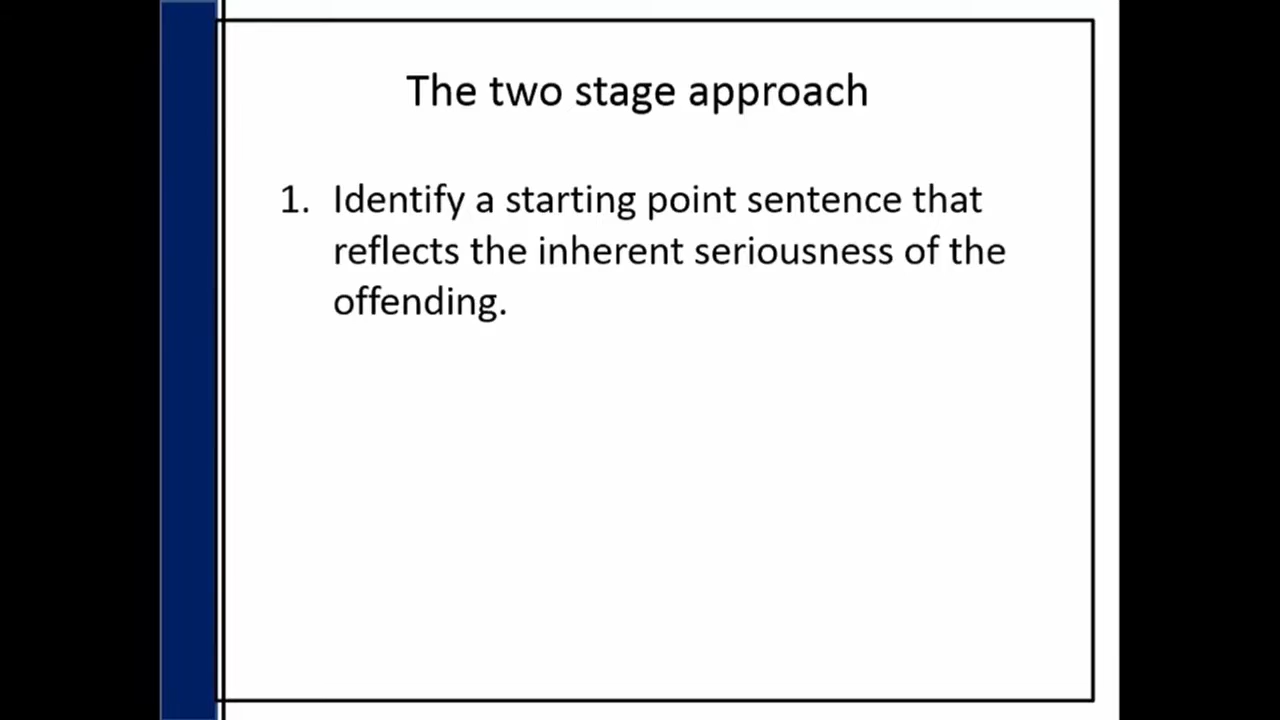 The two stage approach
1. Identify a starting point sentence that
reflects the inherent seriousness of the
offending.